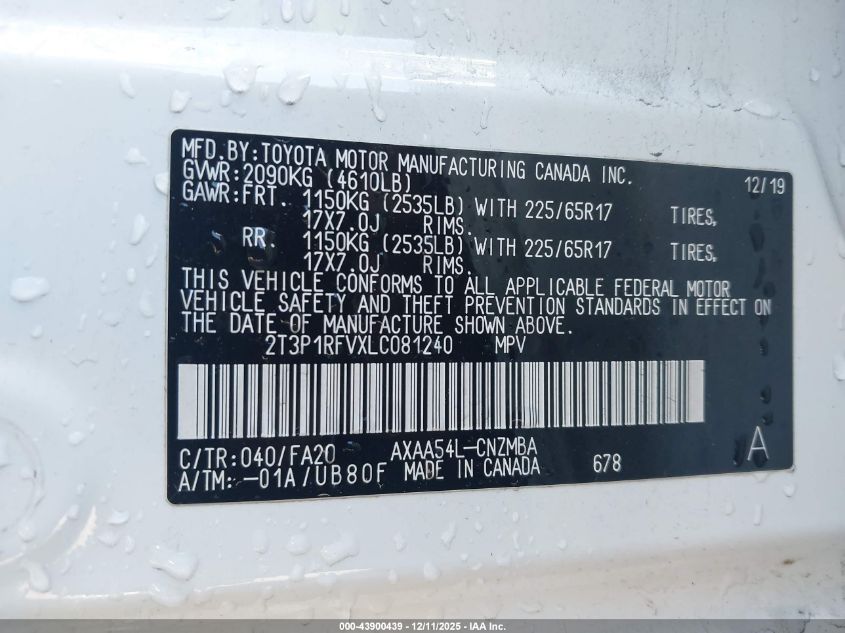 MFD.BY:TOYOTA MOTOR MANUFACTURING CANADA INC.
GVWR:2090KG (4610LB) 12/19
GAWR:FRT. 1150KG (2535LB) WITH 225/65R17 TIRES,
17X7.0J RIMS.
RR. 1150KG (2535LB) WITH 225/65R17 TIRES,
17X7.0J RIMS.
THIS VEHICLE CONFORMS TO ALL APPLICABLE FEDERAL MOTOR
VEHICLE SAFETY AND THEFT PREVENTION STANDARDS IN EFFECT ON
THE DATE OF MANUFACTURE SHOWN ABOVE.
2T3P1RFVXLC081240 MPV
C/TR:040/FA20 AXAA54L-CNZMBA A
A/TM:-01A/UB80F MADE IN CANADA 678
000-43900439 - 12/11/2025 - IAA Inc.